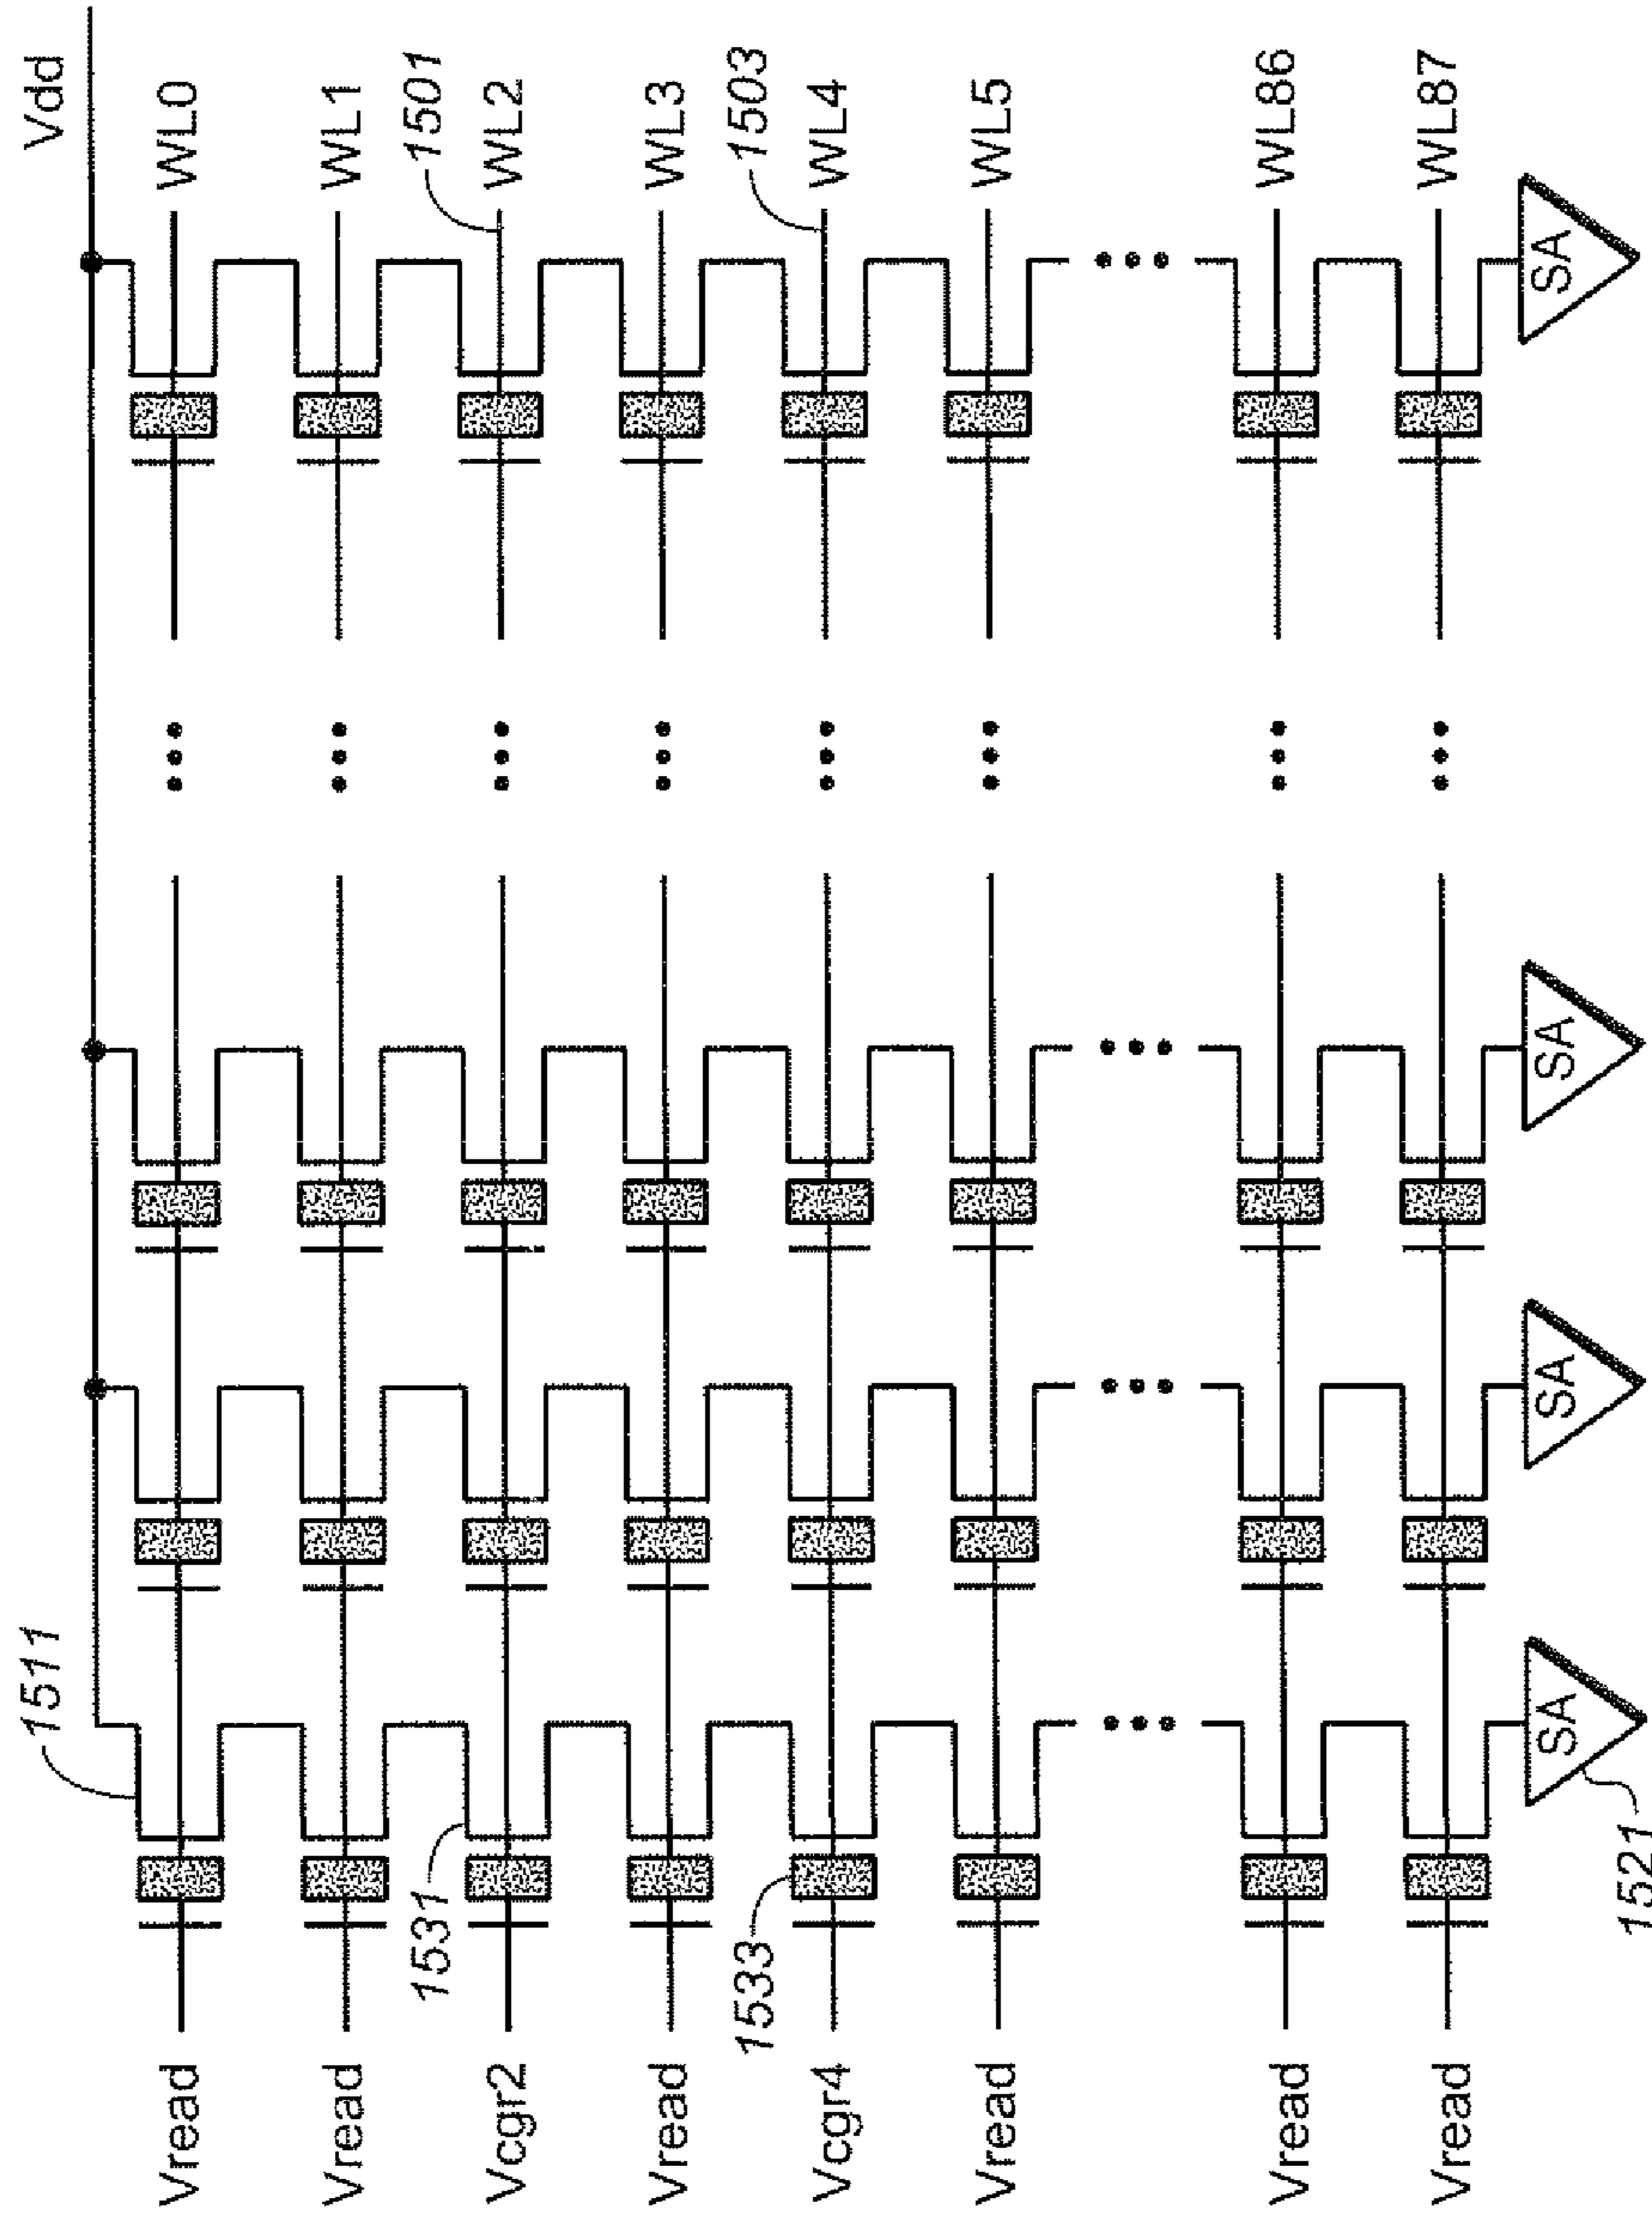 Vdd
WL0
WL1
1501
WL2
WL3
1503
WL4
WL5
WL86
WL87
SA
SA
SA
SA
1511
1531
1533
1521
Vread
Vread
Vcgr2
Vread
Vcgr4
Vread
Vread
Vread